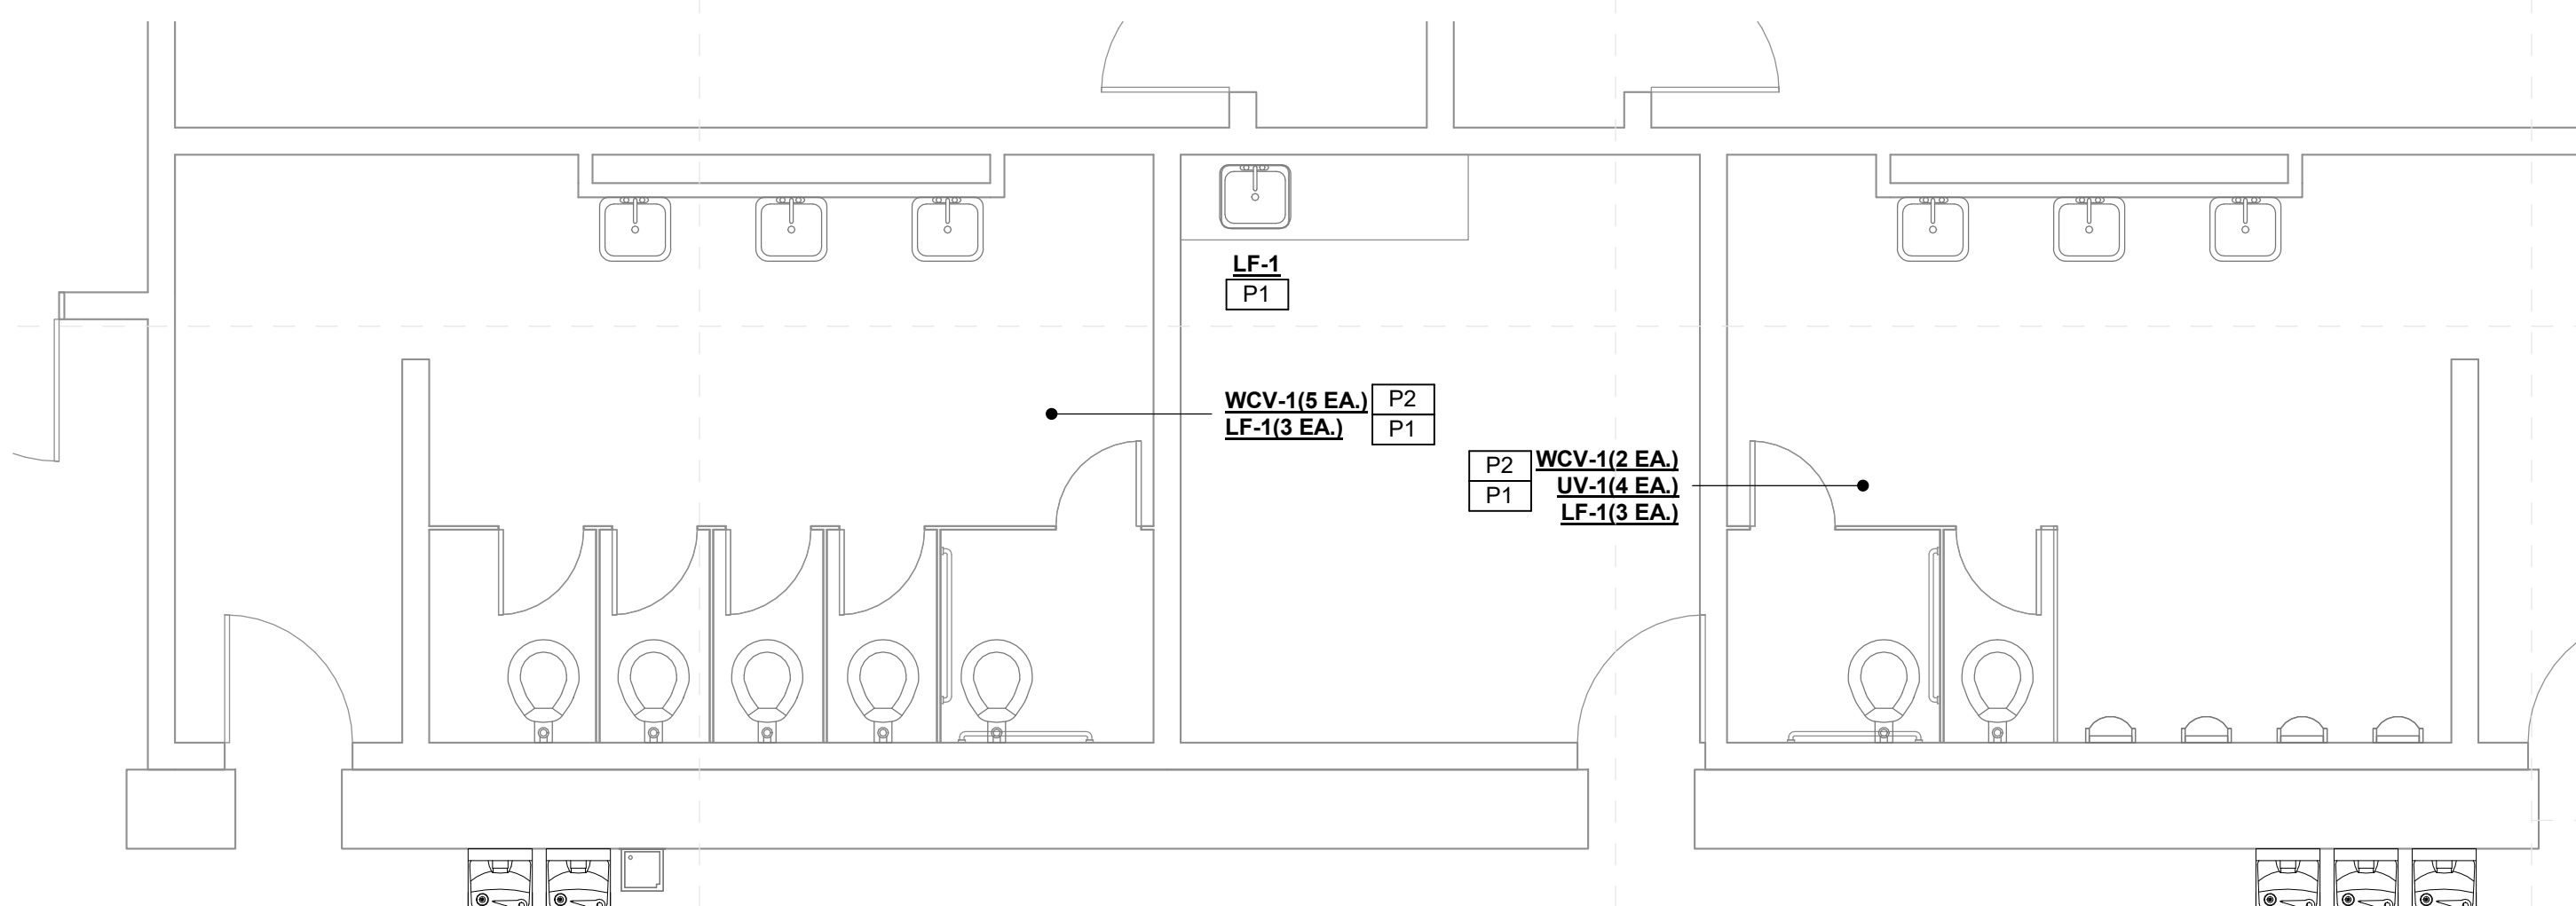 LF-1
P1
WCV-1(5 EA.) P2
LF-1(3 EA.) P1
P2 WCV-1(2 EA.)
P1 UV-1(4 EA.)
LF-1(3 EA.)